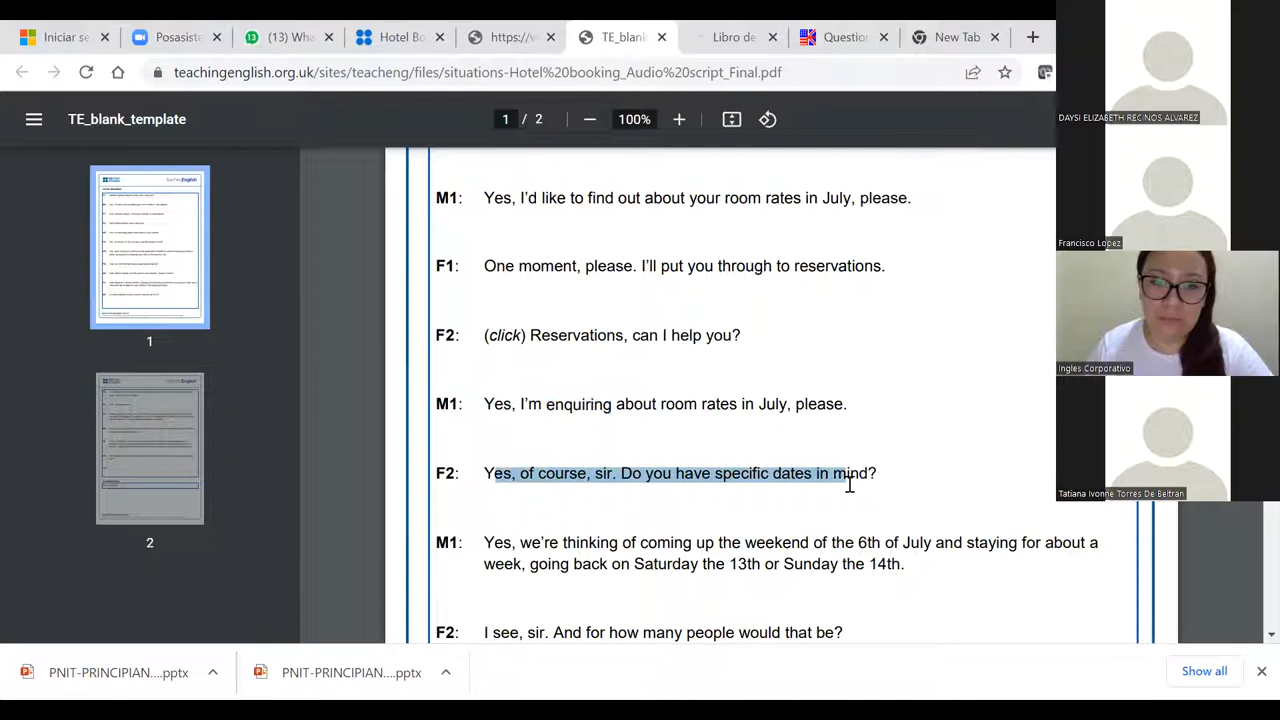 Iniciar se
Posasiste
(13) Wha
Hotel Bo
https://v
TE_blank
Libro de
Question
New Tab
teachingenglish.org.uk/sites/teacheng/files/situations-Hotel%20booking_Audio%20script_Final.pdf
TE_blank_template
1 / 2
100%
M1: Yes, I'd like to find out about your room rates in July, please.
F1: One moment, please. I'll put you through to reservations.
F2: (click) Reservations, can I help you?
M1: Yes, I'm enquiring about room rates in July, please.
F2: Yes, of course, sir. Do you have specific dates in mind?
M1: Yes, we're thinking of coming up the weekend of the 6th of July and staying for about a
week, going back on Saturday the 13th or Sunday the 14th.
F2: I see, sir. And for how many people would that be?
1
2
DAYSI ELIZABETH RECINOS ALVAREZ
Francisco Lopez
Ingles Corporativo
Tatiana Ivonne Torres De Beltran
PNIT-PRINCIPIAN....pptx
PNIT-PRINCIPIAN....pptx
Show all